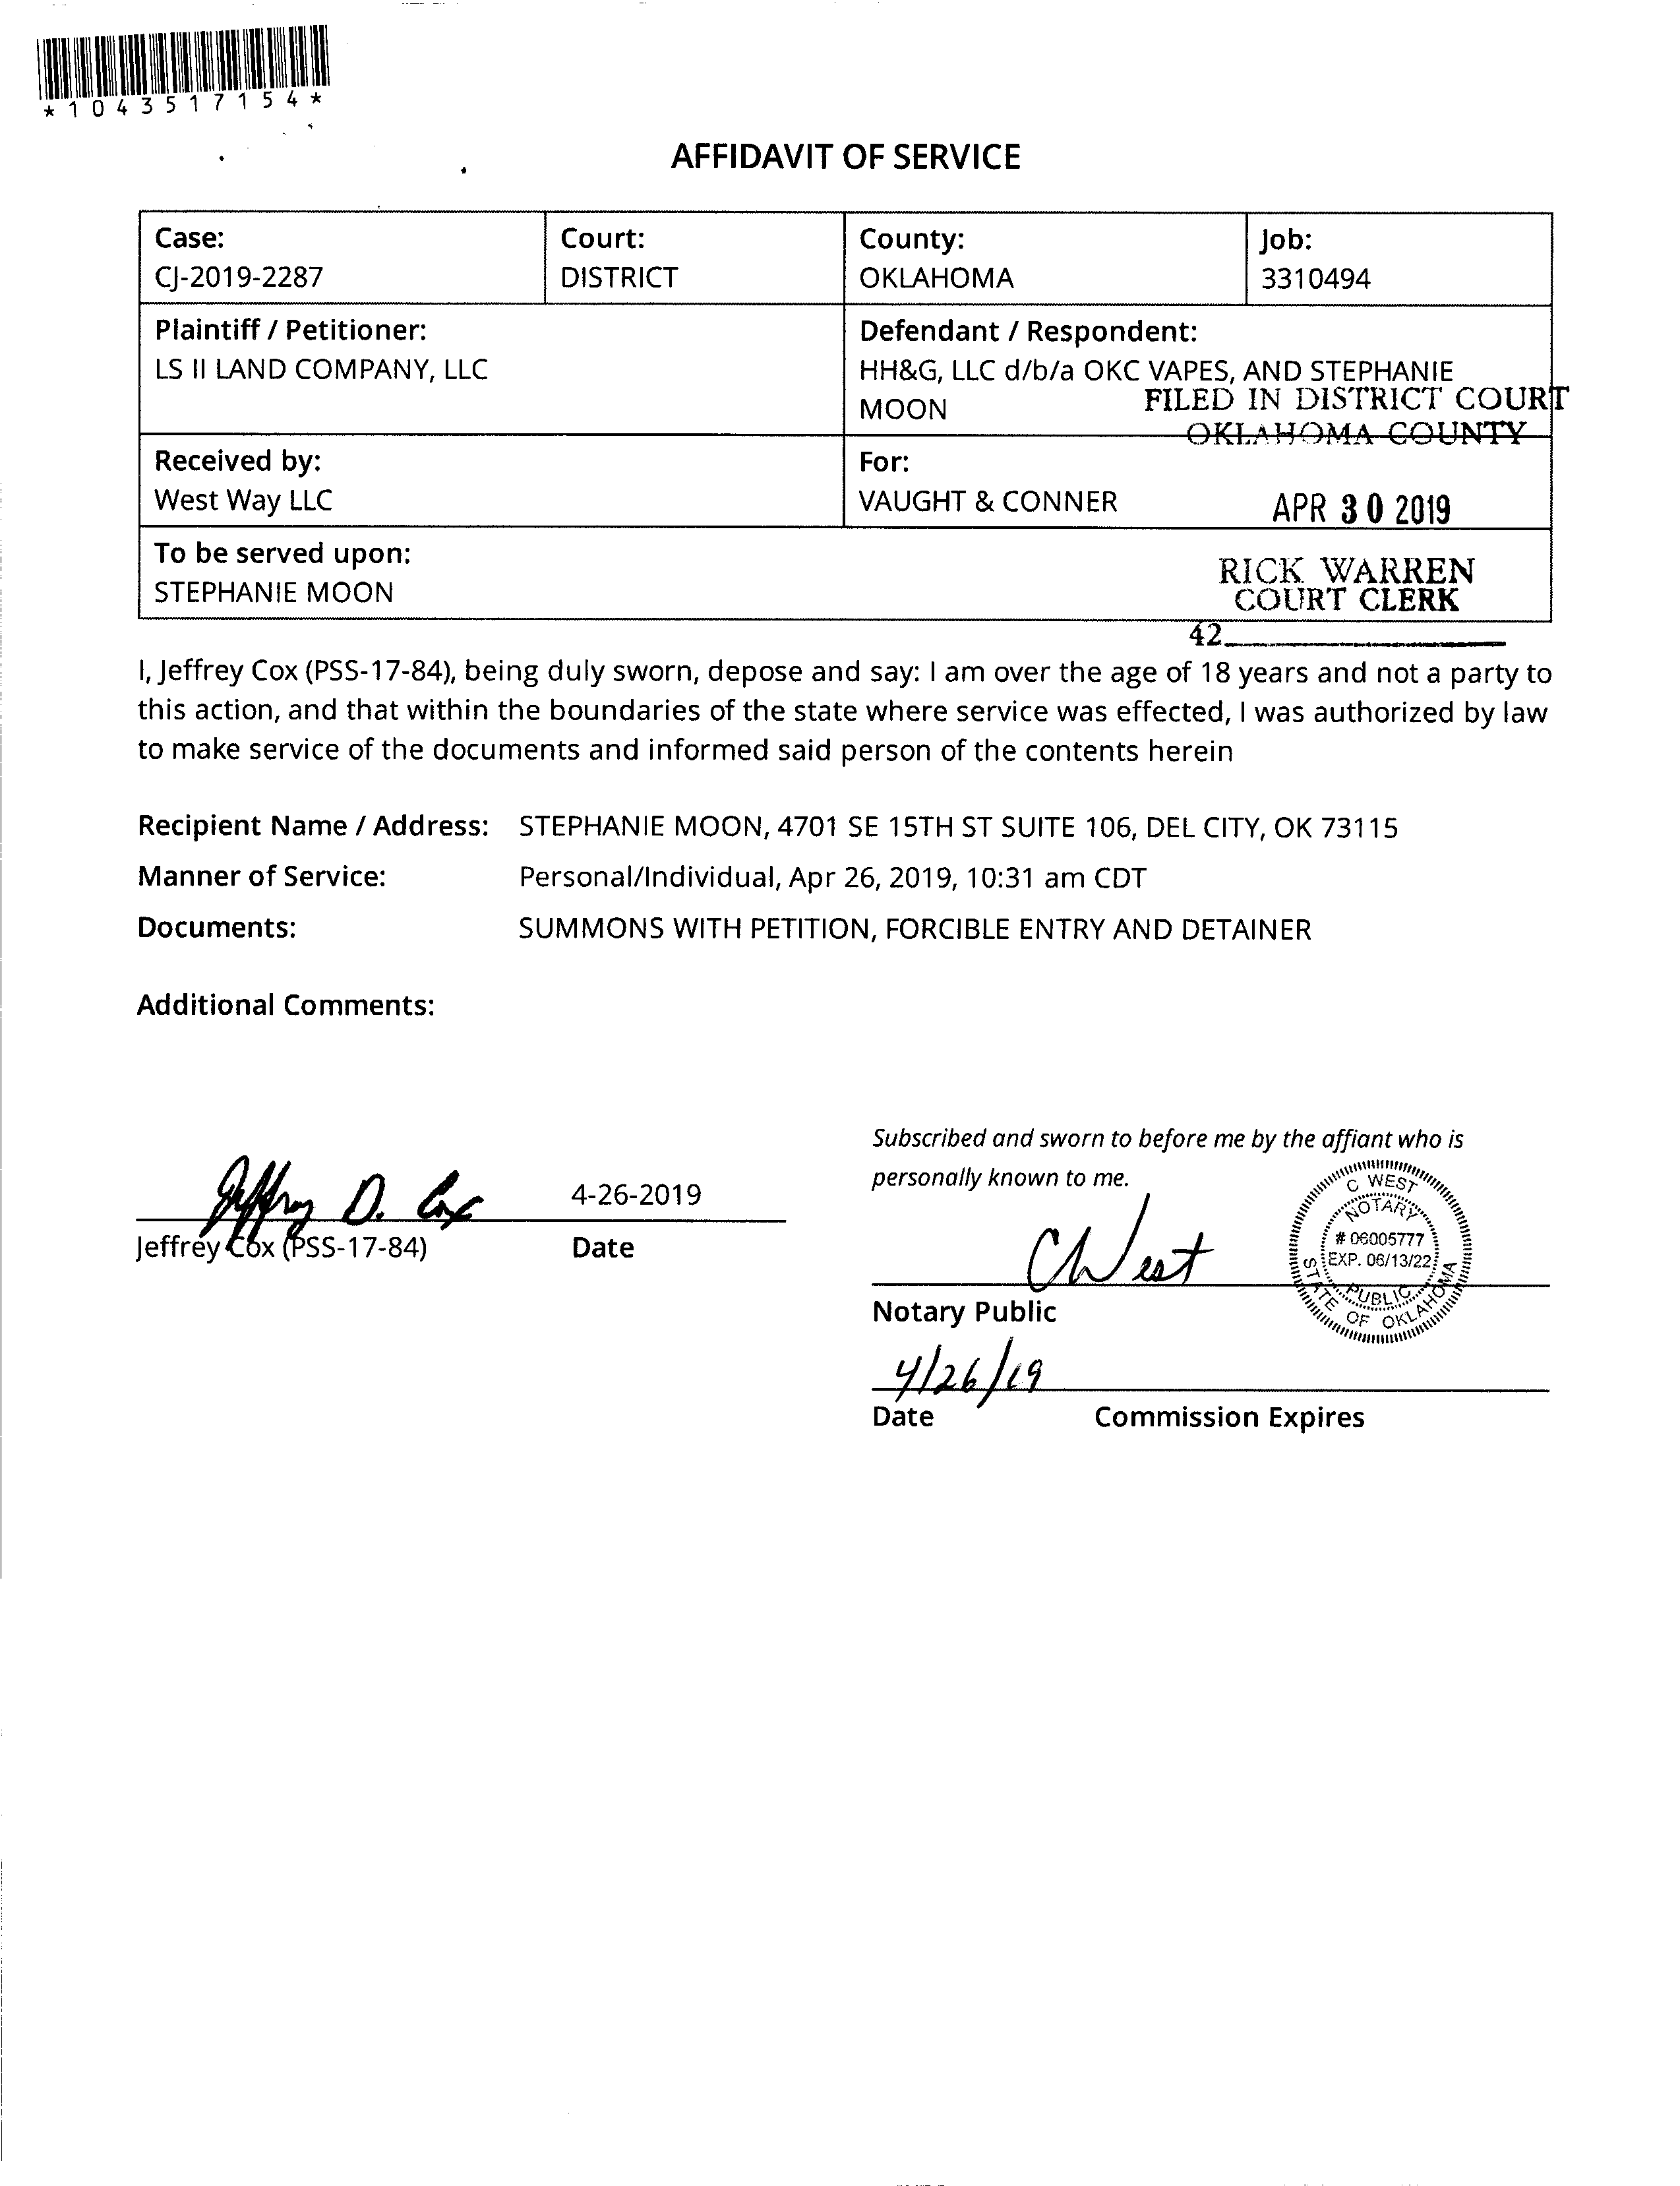 *1043517154*
AFFIDAVIT OF SERVICE
Case:
CJ-2019-2287
Court:
DISTRICT
County:
OKLAHOMA
Job:
3310494
Plaintiff / Petitioner:
LS II LAND COMPANY, LLC
Defendant / Respondent:
HH&G, LLC d/b/a OKC VAPES, AND STEPHANIE
MOON
FILED IN DISTRICT COURT
OKLAHOMA COUNTY
Received by:
West Way LLC
For:
VAUGHT & CONNER
APR 30 2019
To be served upon:
STEPHANIE MOON
RICK WARREN
COURT CLERK
42
I, Jeffrey Cox (PSS-17-84), being duly sworn, depose and say: I am over the age of 18 years and not a party to
this action, and that within the boundaries of the state where service was effected, I was authorized by law
to make service of the documents and informed said person of the contents herein
Recipient Name / Address: STEPHANIE MOON, 4701 SE 15TH ST SUITE 106, DEL CITY, OK 73115
Manner of Service: Personal/Individual, Apr 26, 2019, 10:31 am CDT
Documents: SUMMONS WITH PETITION, FORCIBLE ENTRY AND DETAINER
Additional Comments:
Subscribed and sworn to before me by the affiant who is
personally known to me.
Jeffrey D. Cox 4-26-2019
Jeffrey Cox (PSS-17-84) Date
C West
C WEST
NOTARY
# 06005777
EXP. 06/13/22
PUBLIC
STATE OF OKLAHOMA
Notary Public
4/26/19
Date Commission Expires